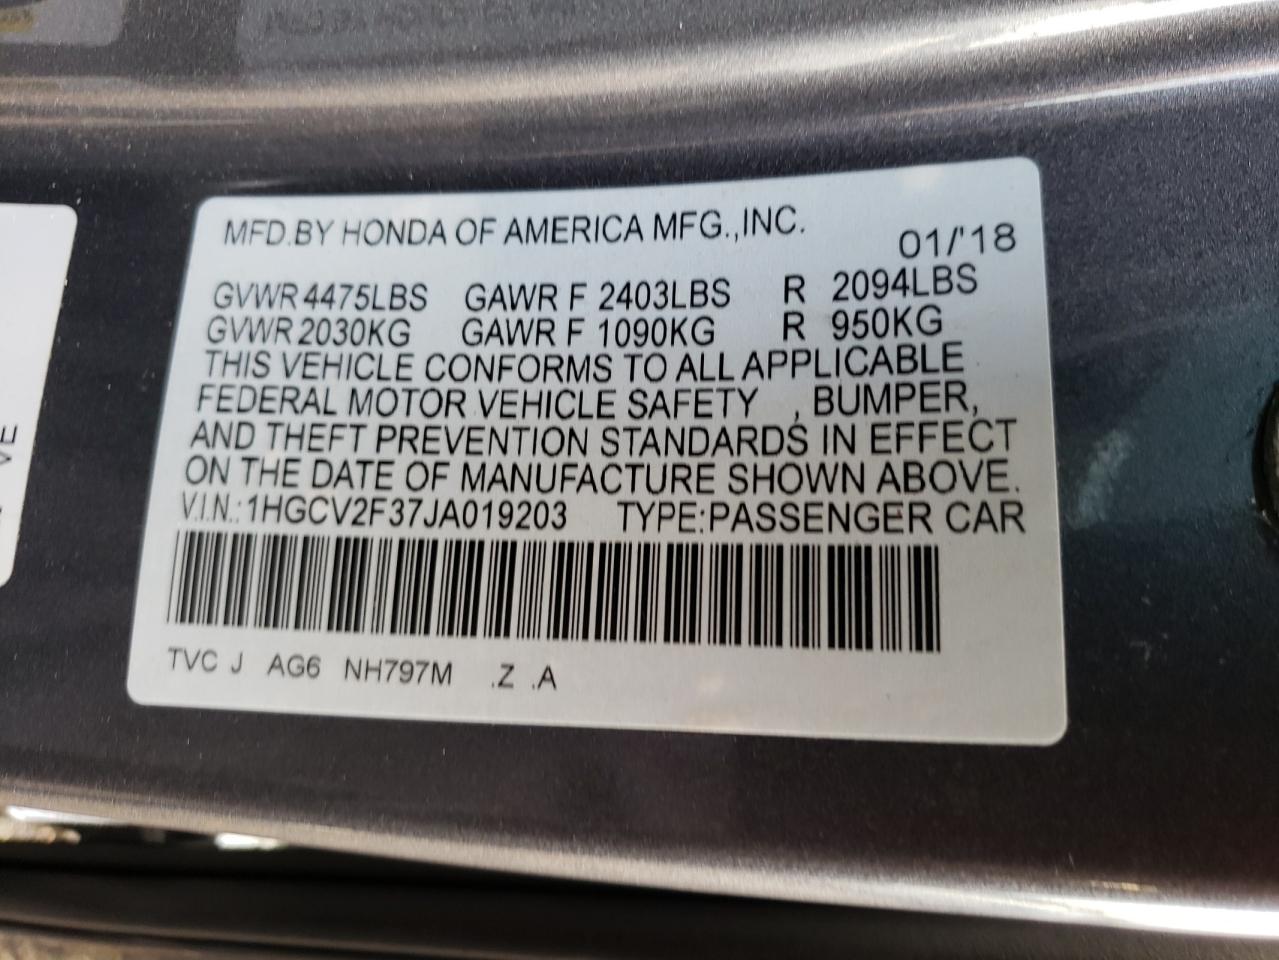 MFD.BY HONDA OF AMERICA MFG.,INC.
01/'18
GVWR 4475LBS GAWR F 2403LBS R 2094LBS
GVWR 2030KG GAWR F 1090KG R 950KG
THIS VEHICLE CONFORMS TO ALL APPLICABLE
FEDERAL MOTOR VEHICLE SAFETY , BUMPER,
AND THEFT PREVENTION STANDARDS IN EFFECT
ON THE DATE OF MANUFACTURE SHOWN ABOVE.
V.I.N.: 1HGCV2F37JA019203 TYPE:PASSENGER CAR
TVC J AG6 NH797M .Z .A
VE